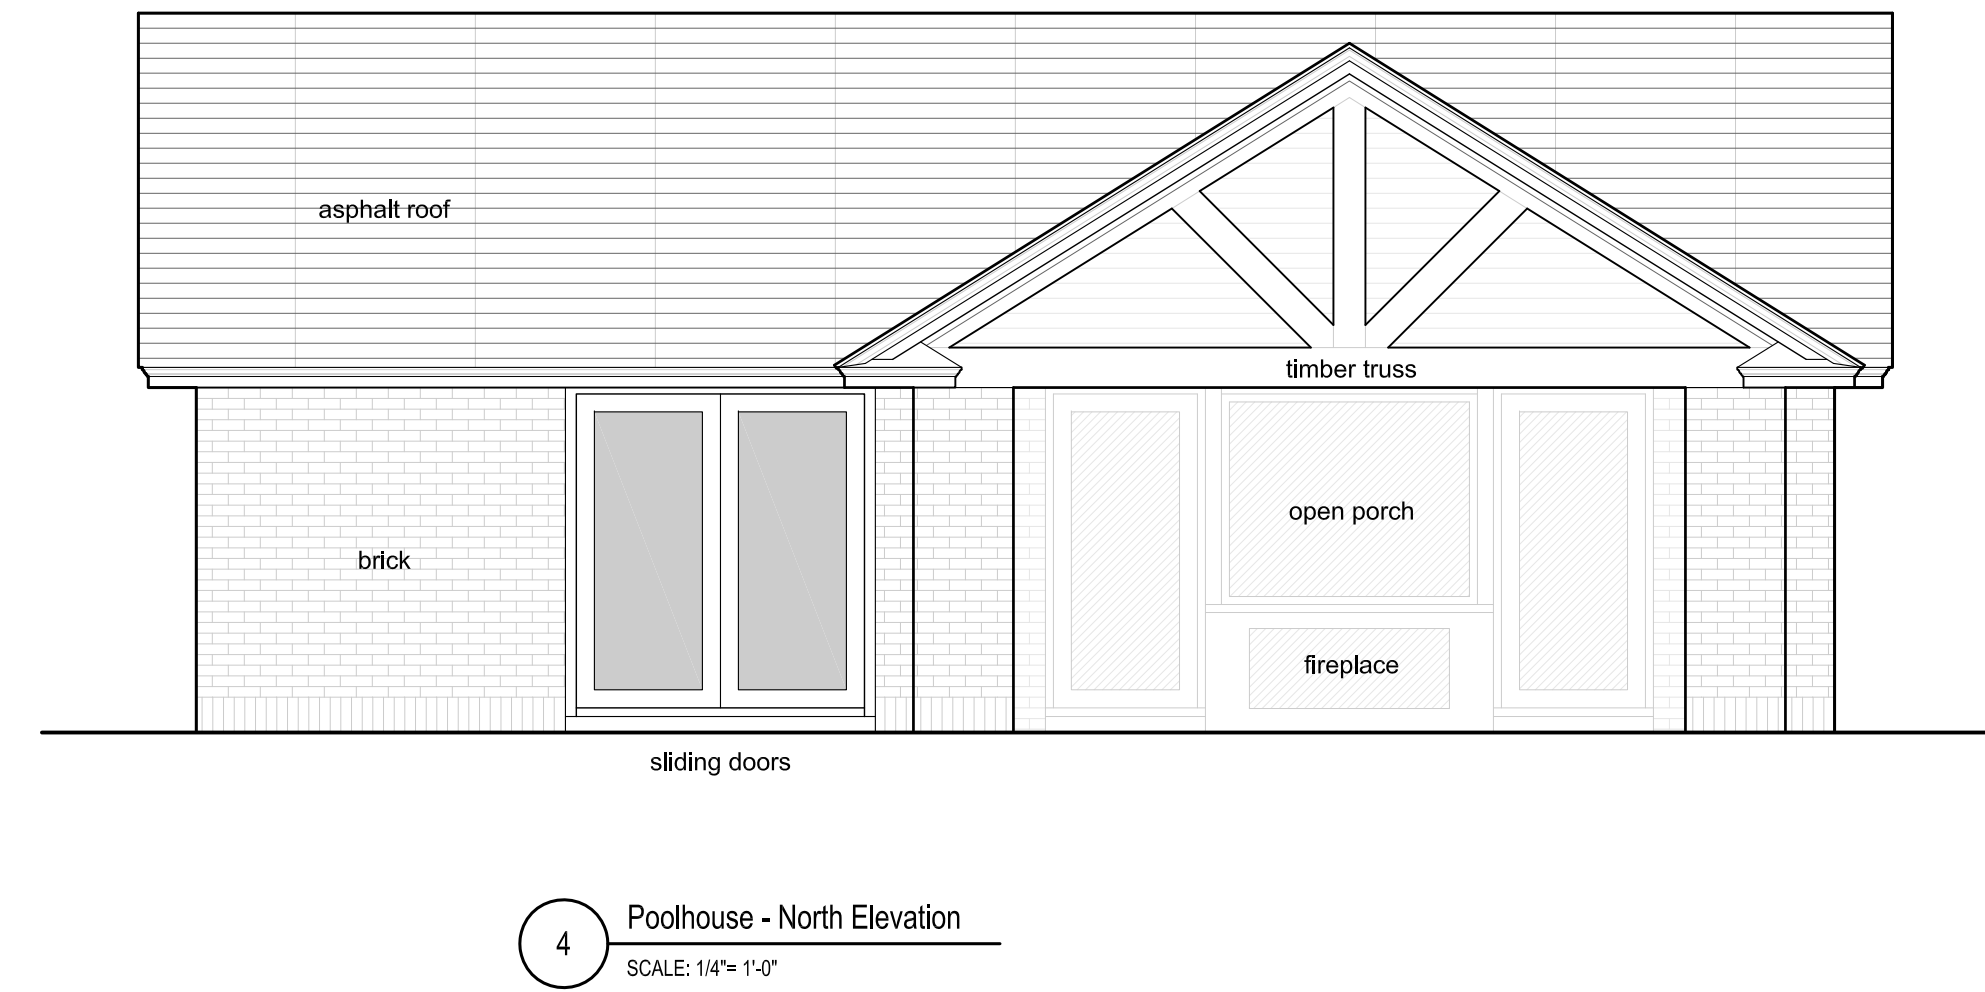 asphalt roof
timber truss
open porch
brick
fireplace
sliding doors
4
Poolhouse - North Elevation
SCALE: 1/4"= 1'-0"